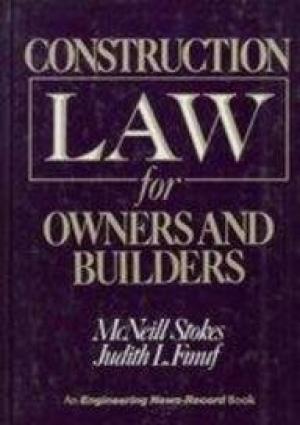 CONSTRUCTION
LAW
for
OWNERS AND
BUILDERS
McNeill Stokes
Judith L. Finuf
An Engineering News-Record Book